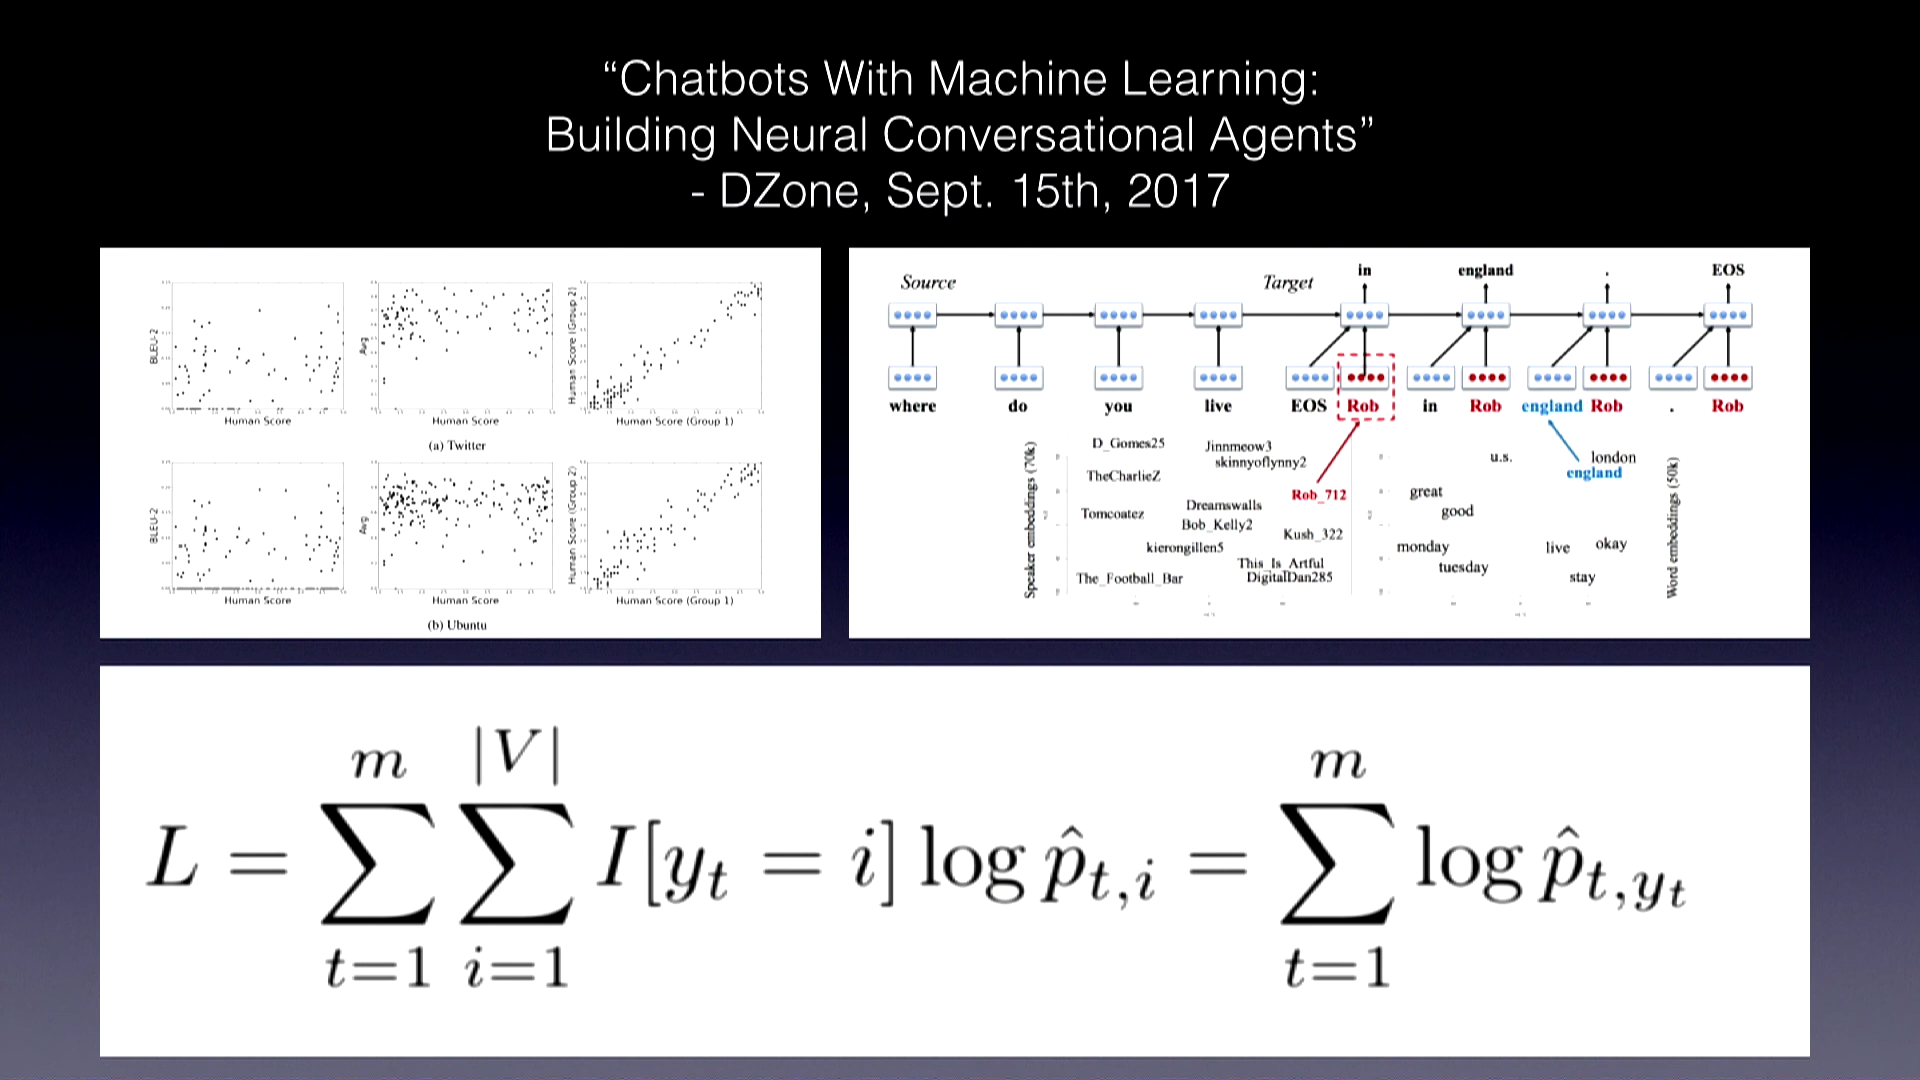 “Chatbots With Machine Learning:
Building Neural Conversational Agents”
- DZone, Sept. 15th, 2017
BLEU-2
Human Score
Avg
Human Score
Human Score (Group 2)
Human Score (Group 1)
(a) Twitter
BLEU-2
Human Score
Avg
Human Score
Human Score (Group 2)
Human Score (Group 1)
(b) Ubuntu
Source
Target
in
england
.
EOS
where do you live EOS Rob in Rob england Rob . Rob
Speaker embeddings (70k)
D_Gomes25
Jinnmeow3
skinnyoflynny2
TheCharlieZ
Rob_712
Dreamswalls
Tomcoatez
Bob_Kelly2
Kush_322
kierongillen5
This_Is_Artful
The_Football_Bar
DigitalDan285
u.s.
london
england
great
good
monday
live
okay
tuesday
stay
Word embeddings (50k)
L = \sum_{t=1}^{m} \sum_{i=1}^{|V|} I[y_t = i] log p̂_{t,i} = \sum_{t=1}^{m} log p̂_{t,y_t}